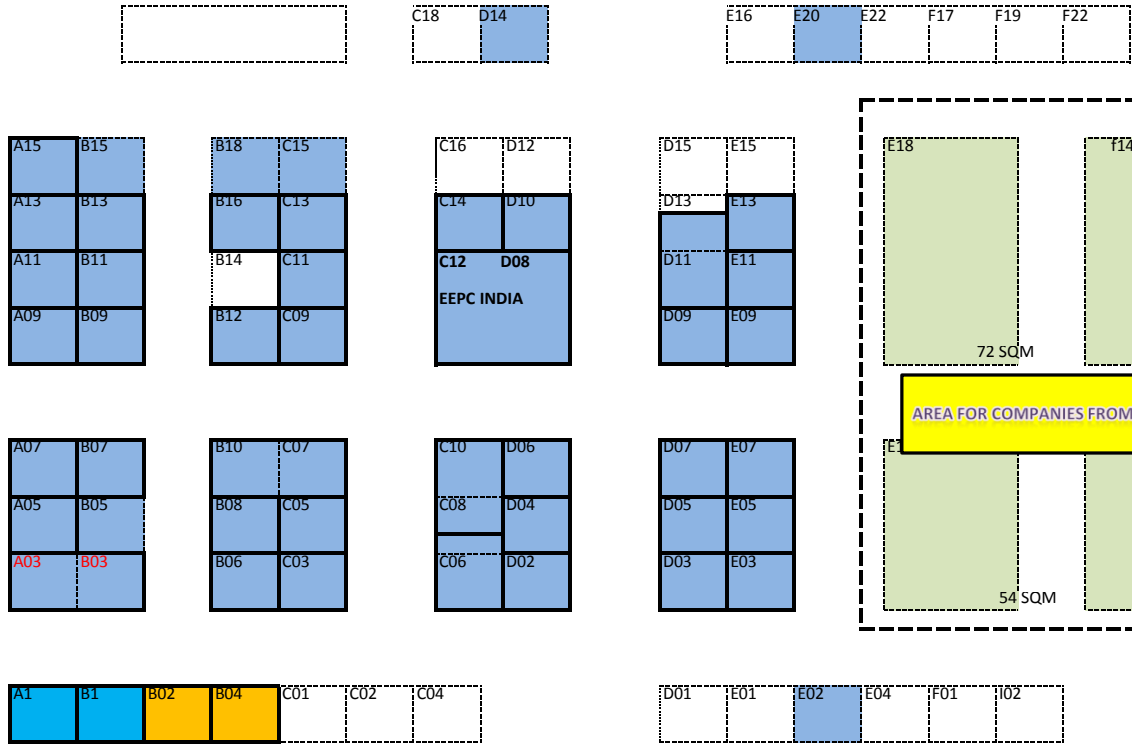 C18 D14 E16 E20 E22 F17 F19 F22
A15 B15 B18 C15 C16 D12 D15 E15 E18 f14
A13 B13 B16 C13 C14 D10 D13 E13
A11 B11 B14 C11 C12 D08 D11 E11
EEPC INDIA
A09 B09 B12 C09 D09 E09
72 SQM
AREA FOR COMPANIES FROM
A07 B07 B10 C07 C10 D06 D07 E07
A05 B05 B08 C05 C08 D04 D05 E05
A03 B03 B06 C03 C06 D02 D03 E03
54 SQM
A1 B1 B02 B04 C01 C02 C04 D01 E01 E02 E04 F01 I02